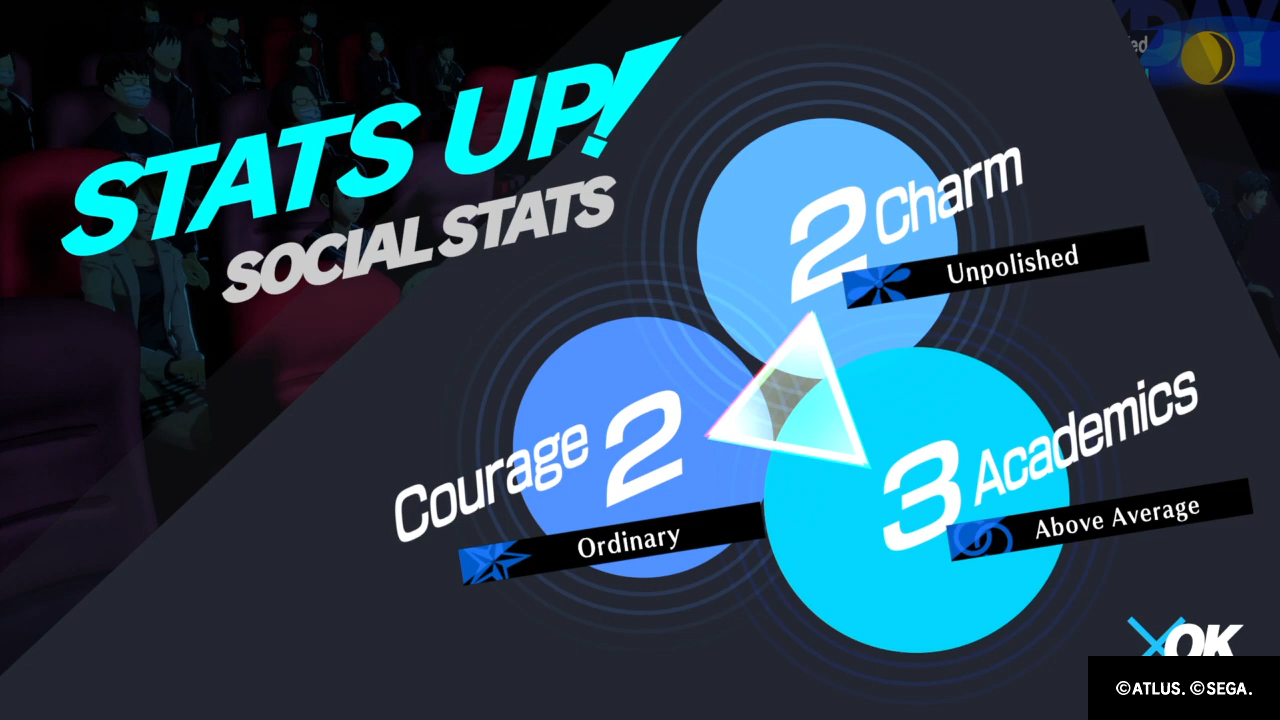 STATS UP!
SOCIAL STATS
2 Charm
Unpolished
Courage 2
Ordinary
3 Academics
Above Average
OK
©ATLUS. ©SEGA.